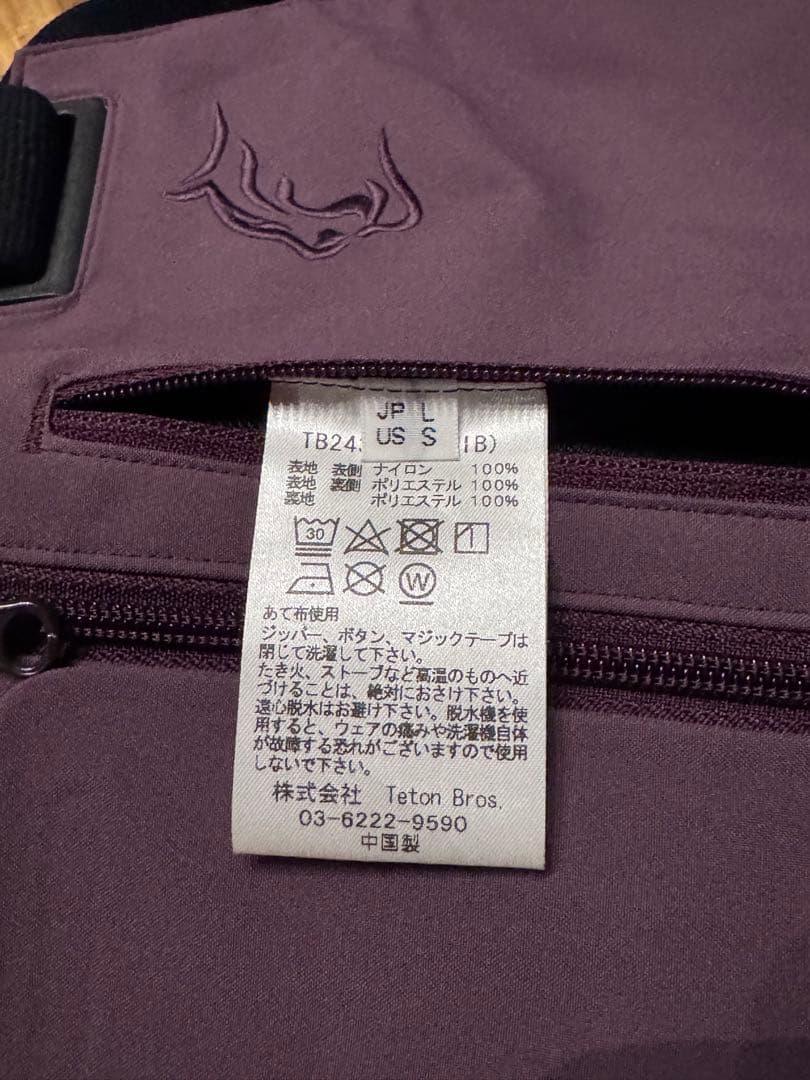 JP L
US S
TB24
B)
表地 表側 ナイロン 100%
表地 裏側 ポリエステル 100%
裏地 ポリエステル 100%
30
W
あて布使用
ジッパー、ボタン、マジックテープは
閉じて洗濯して下さい。
たき火、ストーブなど高温のものへ近
づけることは、絶対におさけ下さい。
遠心脱水はお避け下さい。脱水機を使
用すると、ウェアの痛みや洗濯機自体
が故障する恐れがございますので使用
しないで下さい。
株式会社 Teton Bros.
03-6222-9590
中国製